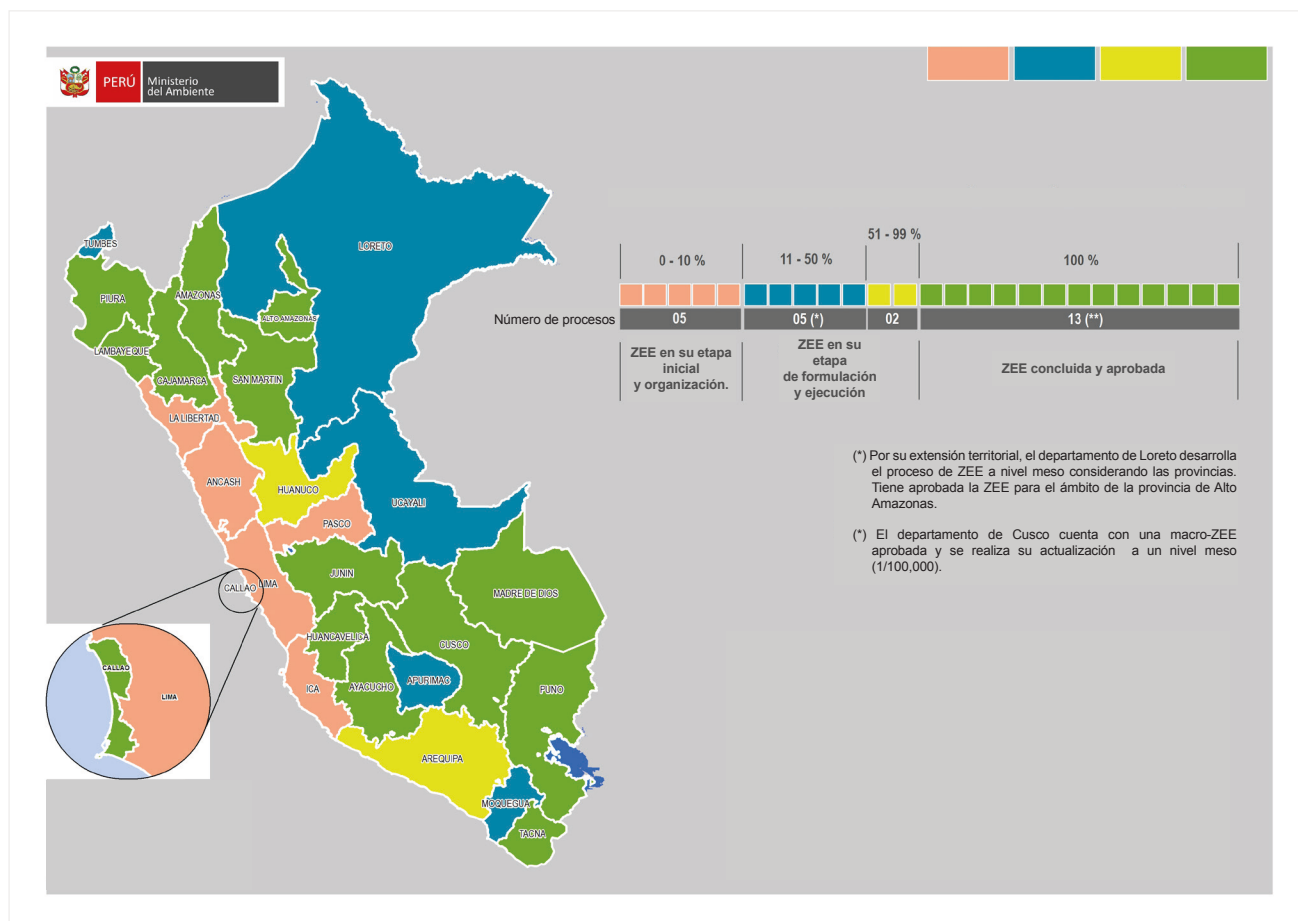 PERÚ
Ministerio
del Ambiente
51 - 99 %
0 - 10 %
11 - 50 %
100 %
Número de procesos
05
05 (*)
02
13 (**)
ZEE en su etapa
inicial
y organización.
ZEE en su
etapa
de formulación
y ejecución
ZEE concluida y aprobada
(*) Por su extensión territorial, el departamento de Loreto desarrolla
el proceso de ZEE a nivel meso considerando las provincias.
Tiene aprobada la ZEE para el ámbito de la provincia de Alto
Amazonas.
(*) El departamento de Cusco cuenta con una macro-ZEE
aprobada y se realiza su actualización a un nivel meso
(1/100,000).
TUMBES
LORETO
PIURA
AMAZONAS
ALTO AMAZONAS
LAMBAYEQUE
CAJAMARCA
SAN MARTIN
LA LIBERTAD
ANCASH
HUANUCO
UCAYALI
PASCO
JUNIN
CALLAO
LIMA
MADRE DE DIOS
HUANCAVELICA
CUSCO
ICA
AYACUCHO
APURIMAC
PUNO
AREQUIPA
MOQUEGUA
TACNA
CALLAO
LIMA